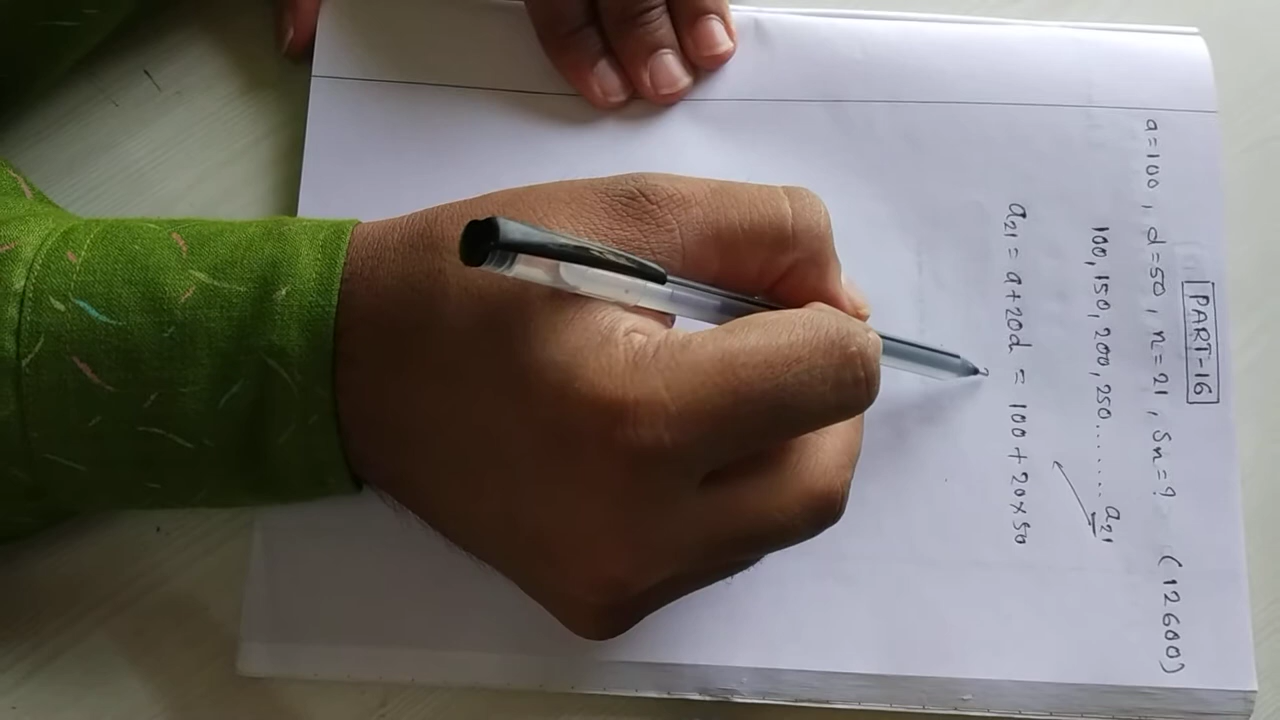 PART-16
a=100, d=50, n=21, Sn=? (12600)
100, 150, 200, 250....... a21
a21 = a+20d = 100 + 20×50